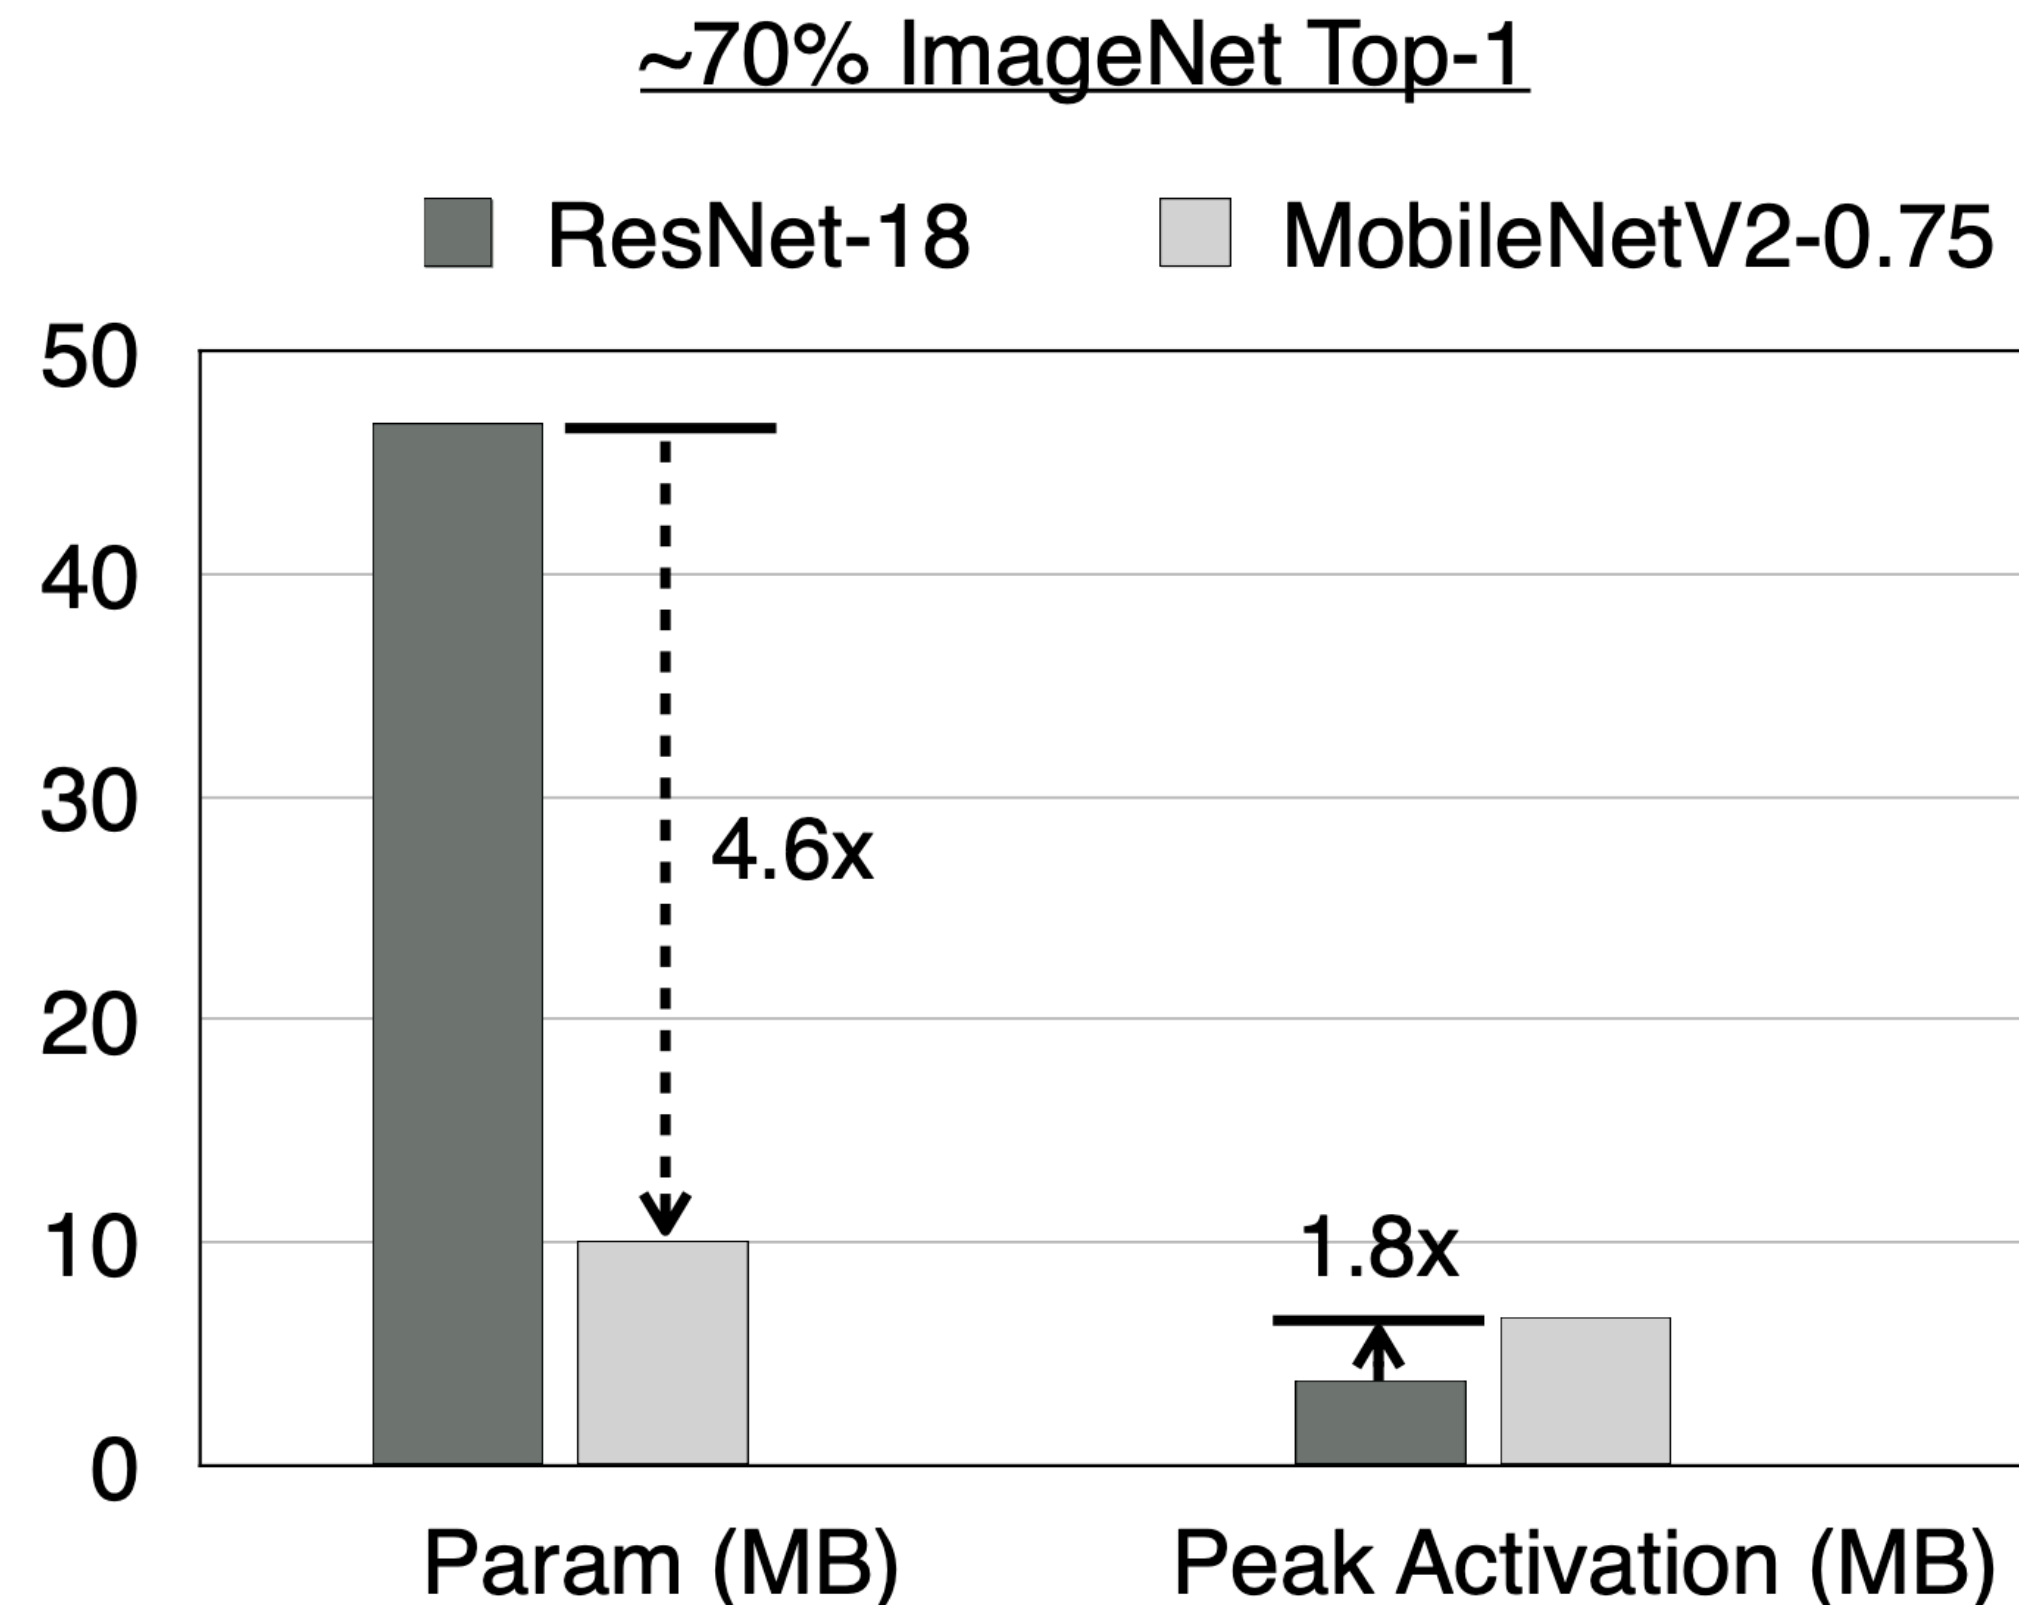 ~70% ImageNet Top-1
ResNet-18 MobileNetV2-0.75
50
40
30
4.6x
20
10
1.8x
0
Param (MB) Peak Activation (MB)